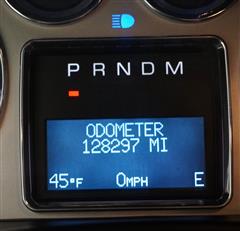 P R N D M
ODOMETER
128297 MI
45°F 0MPH E